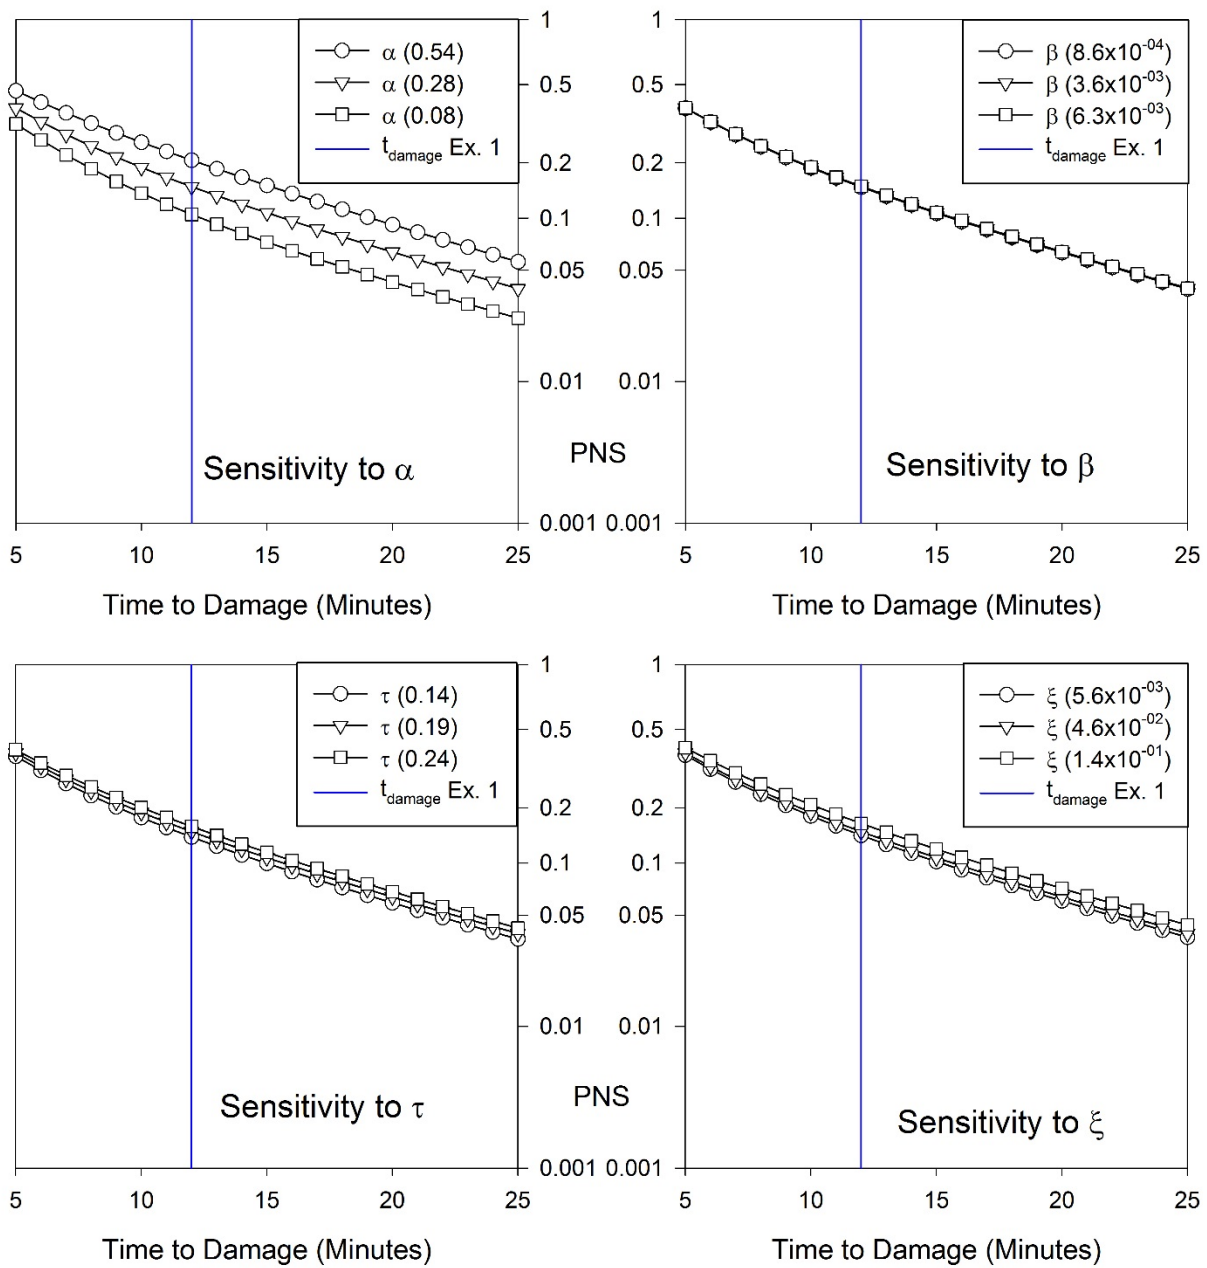 α (0.54)
α (0.28)
α (0.08)
t_damage Ex. 1
1
0.5
0.2
0.1
0.05
0.01
0.001
Sensitivity to α
5 10 15 20 25
Time to Damage (Minutes)
PNS
β (8.6x10^-04)
β (3.6x10^-03)
β (6.3x10^-03)
t_damage Ex. 1
1
0.5
0.2
0.1
0.05
0.01
0.001
Sensitivity to β
5 10 15 20 25
Time to Damage (Minutes)
τ (0.14)
τ (0.19)
τ (0.24)
t_damage Ex. 1
1
0.5
0.2
0.1
0.05
0.01
0.001
Sensitivity to τ
5 10 15 20 25
Time to Damage (Minutes)
PNS
ξ (5.6x10^-03)
ξ (4.6x10^-02)
ξ (1.4x10^-01)
t_damage Ex. 1
1
0.5
0.2
0.1
0.05
0.01
0.001
Sensitivity to ξ
5 10 15 20 25
Time to Damage (Minutes)